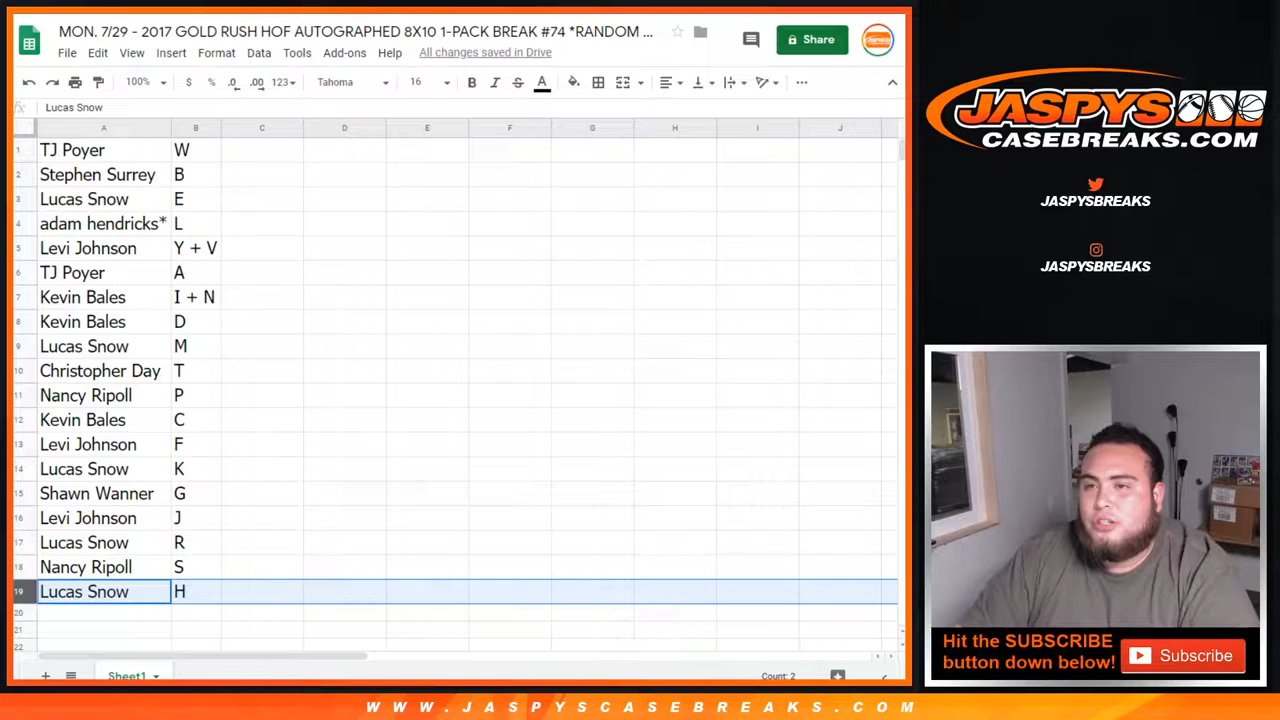 MON. 7/29 - 2017 GOLD RUSH HOF AUTOGRAPHED 8X10 1-PACK BREAK #74 *RANDOM ...
Share
File Edit View Insert Format Data Tools Add-ons Help All changes saved in Drive
100% $ % .0 .00 123 Tahoma 16 B I S A
fx Lucas Snow
A B C D E F G H I J
1 TJ Poyer W
2 Stephen Surrey B
3 Lucas Snow E
4 adam hendricks* L
5 Levi Johnson Y + V
6 TJ Poyer A
7 Kevin Bales I + N
8 Kevin Bales D
9 Lucas Snow M
10 Christopher Day T
11 Nancy Ripoll P
12 Kevin Bales C
13 Levi Johnson F
14 Lucas Snow K
15 Shawn Wanner G
16 Levi Johnson J
17 Lucas Snow R
18 Nancy Ripoll S
19 Lucas Snow H
20
21
22
Sheet1 Count: 2
JASPYS
CASEBREAKS.COM
JASPYSBREAKS
JASPYSBREAKS
Hit the SUBSCRIBE
button down below!
Subscribe
WWW.JASPYSCASEBREAKS.COM